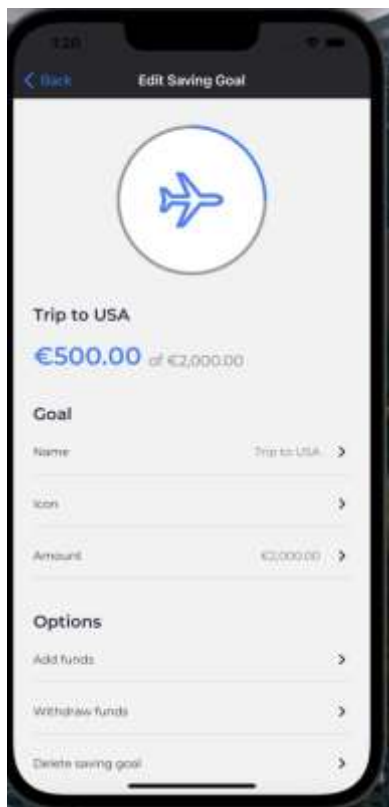 Back
Edit Saving Goal
Trip to USA
€500.00 of €2,000.00
Goal
Name Trip to USA
Icon
Amount €2,000.00
Options
Add funds
Withdraw funds
Delete saving goal